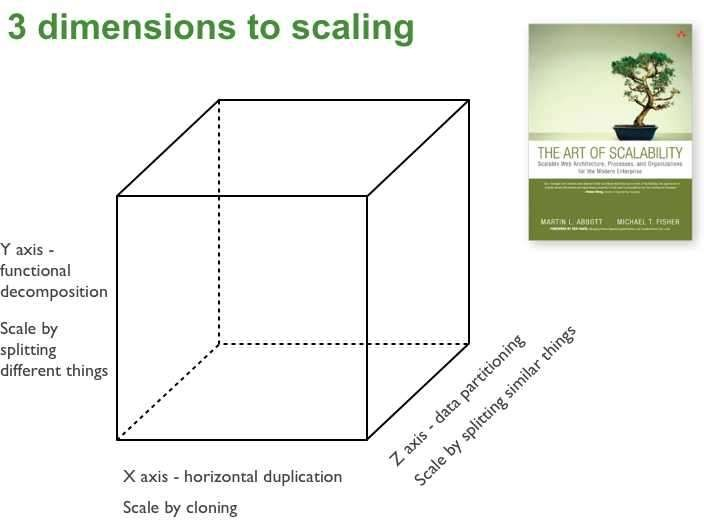 3 dimensions to scaling
THE ART OF SCALABILITY
Scalable Web Architecture, Processes, and Organizations
for the Modern Enterprise
MARTIN L. ABBOTT MICHAEL T. FISHER
Y axis -
functional
decomposition
Scale by
splitting
different things
Z axis - data partitioning
Scale by splitting similar things
X axis - horizontal duplication
Scale by cloning